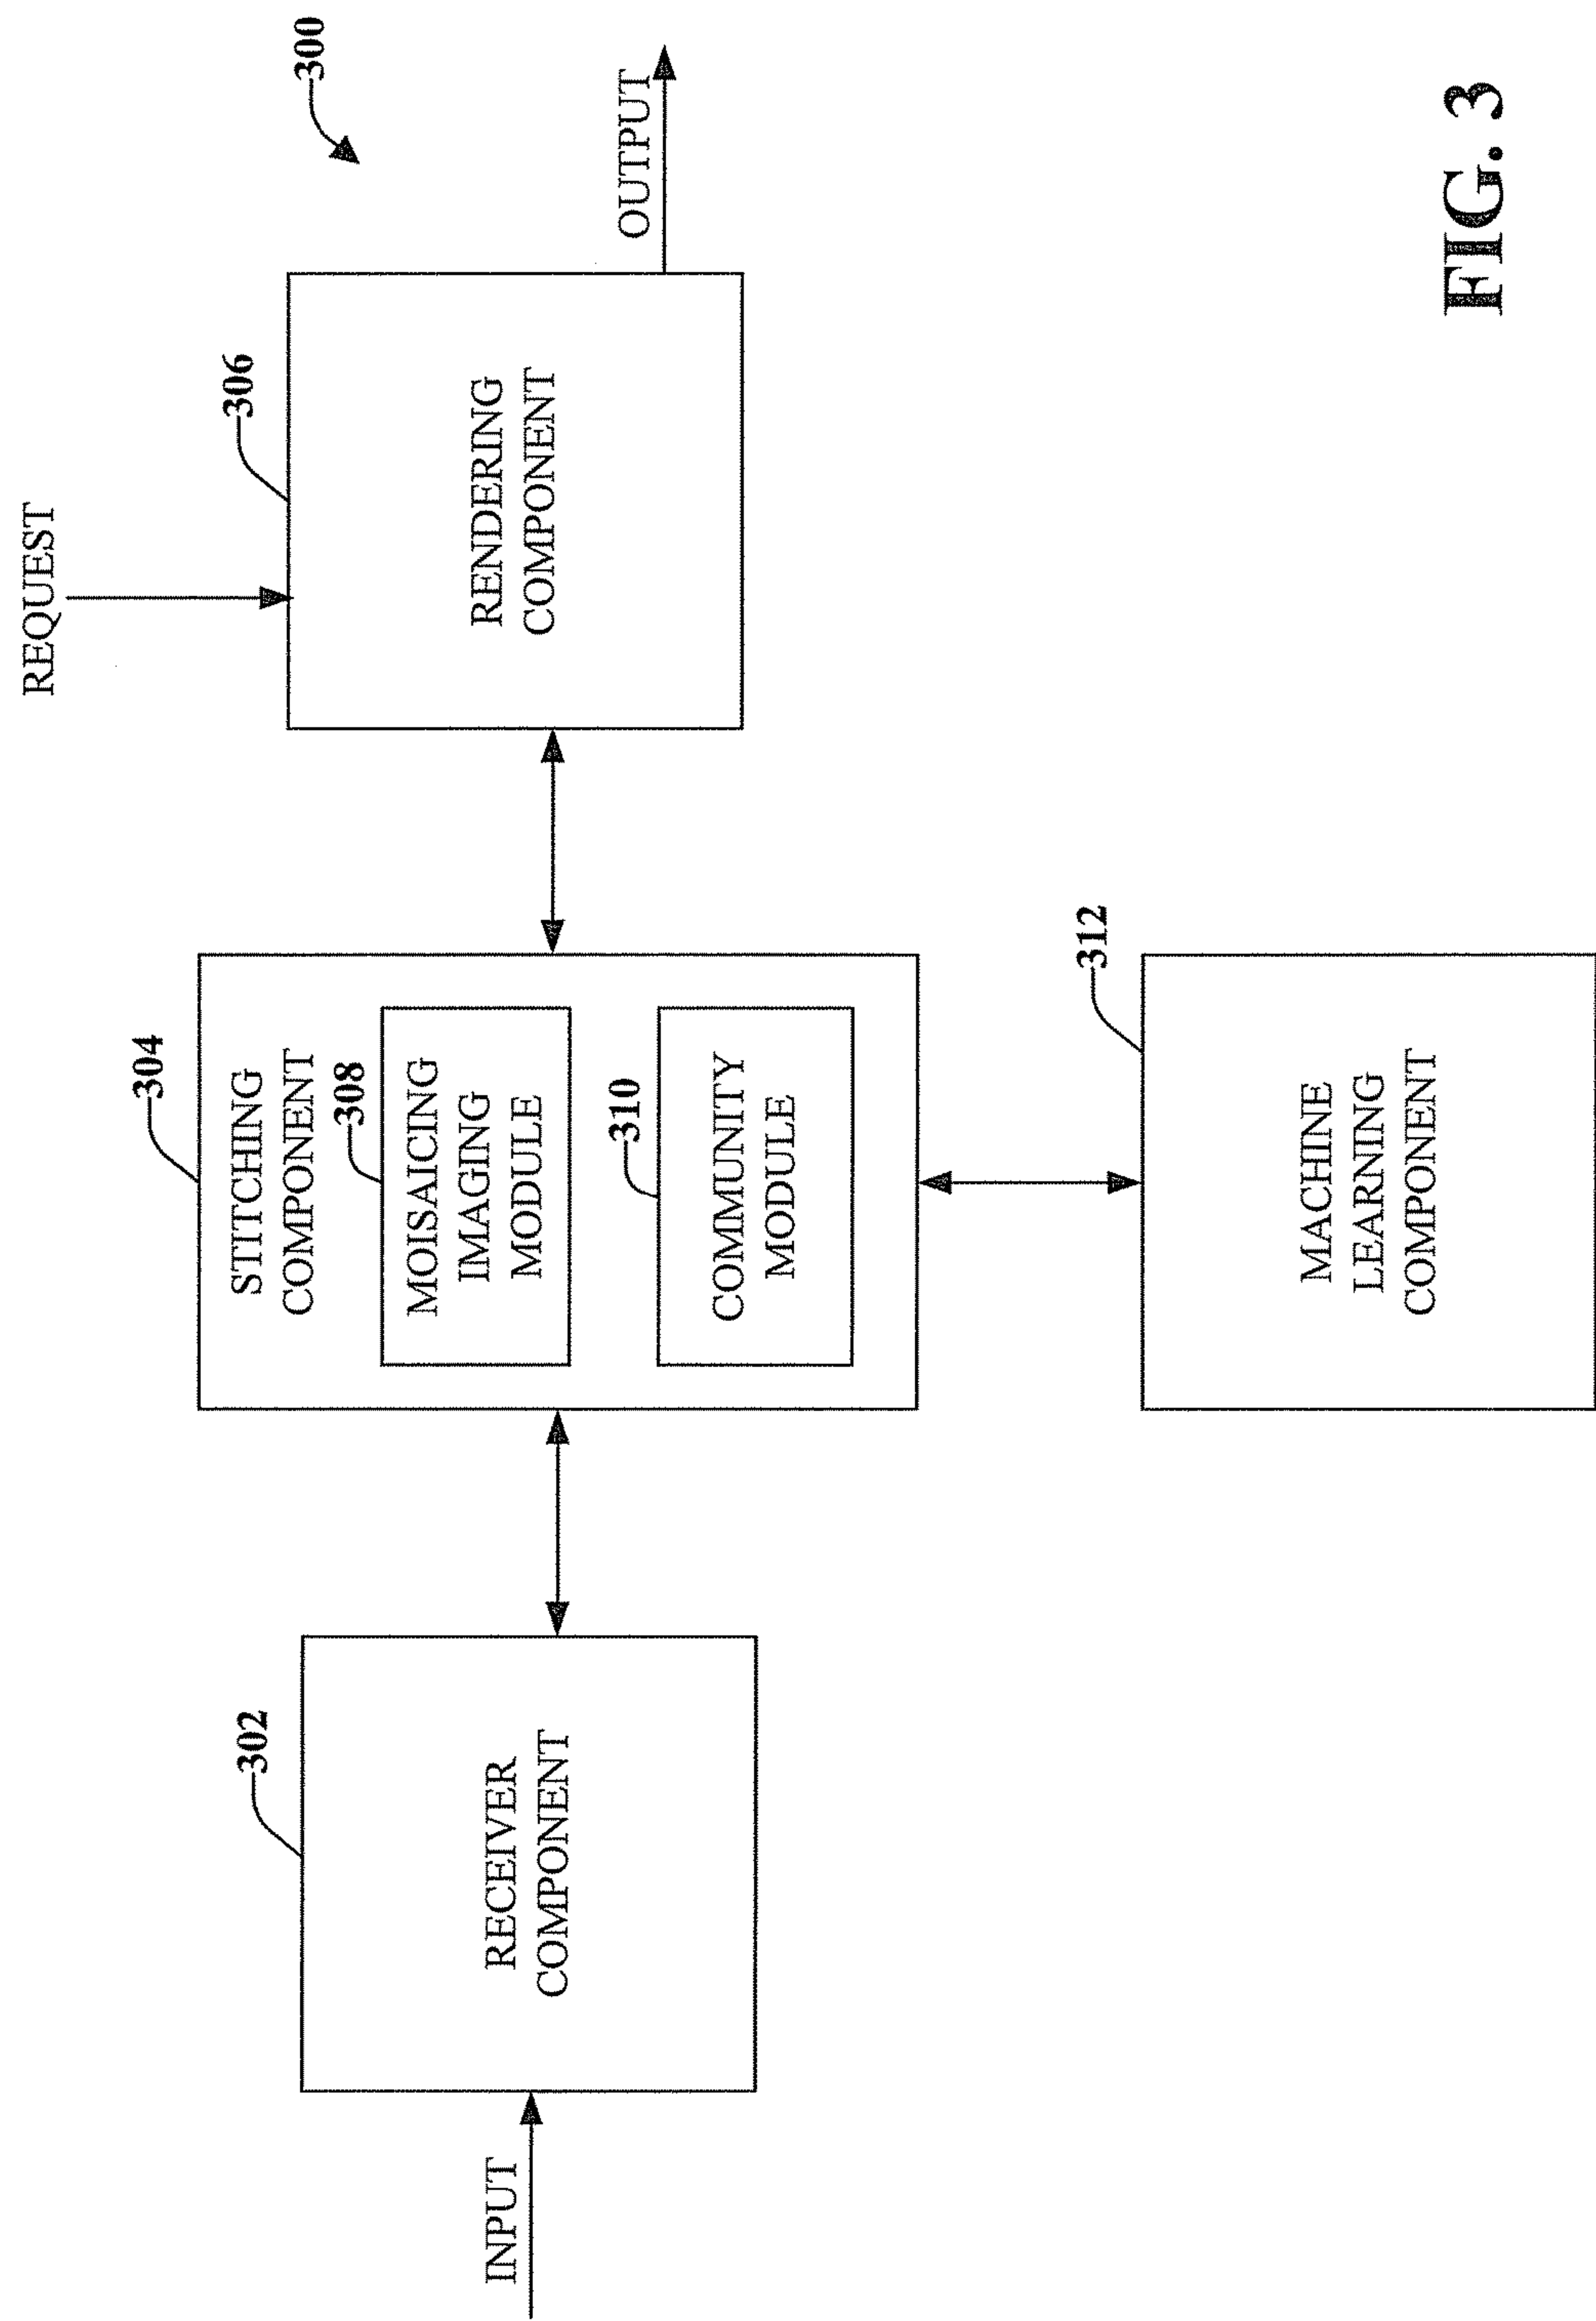 300
REQUEST
306
RENDERING
COMPONENT
OUTPUT
304
STITCHING
COMPONENT
308
MOISAICING
IMAGING
MODULE
310
COMMUNITY
MODULE
312
MACHINE
LEARNING
COMPONENT
302
RECEIVER
COMPONENT
INPUT
FIG. 3